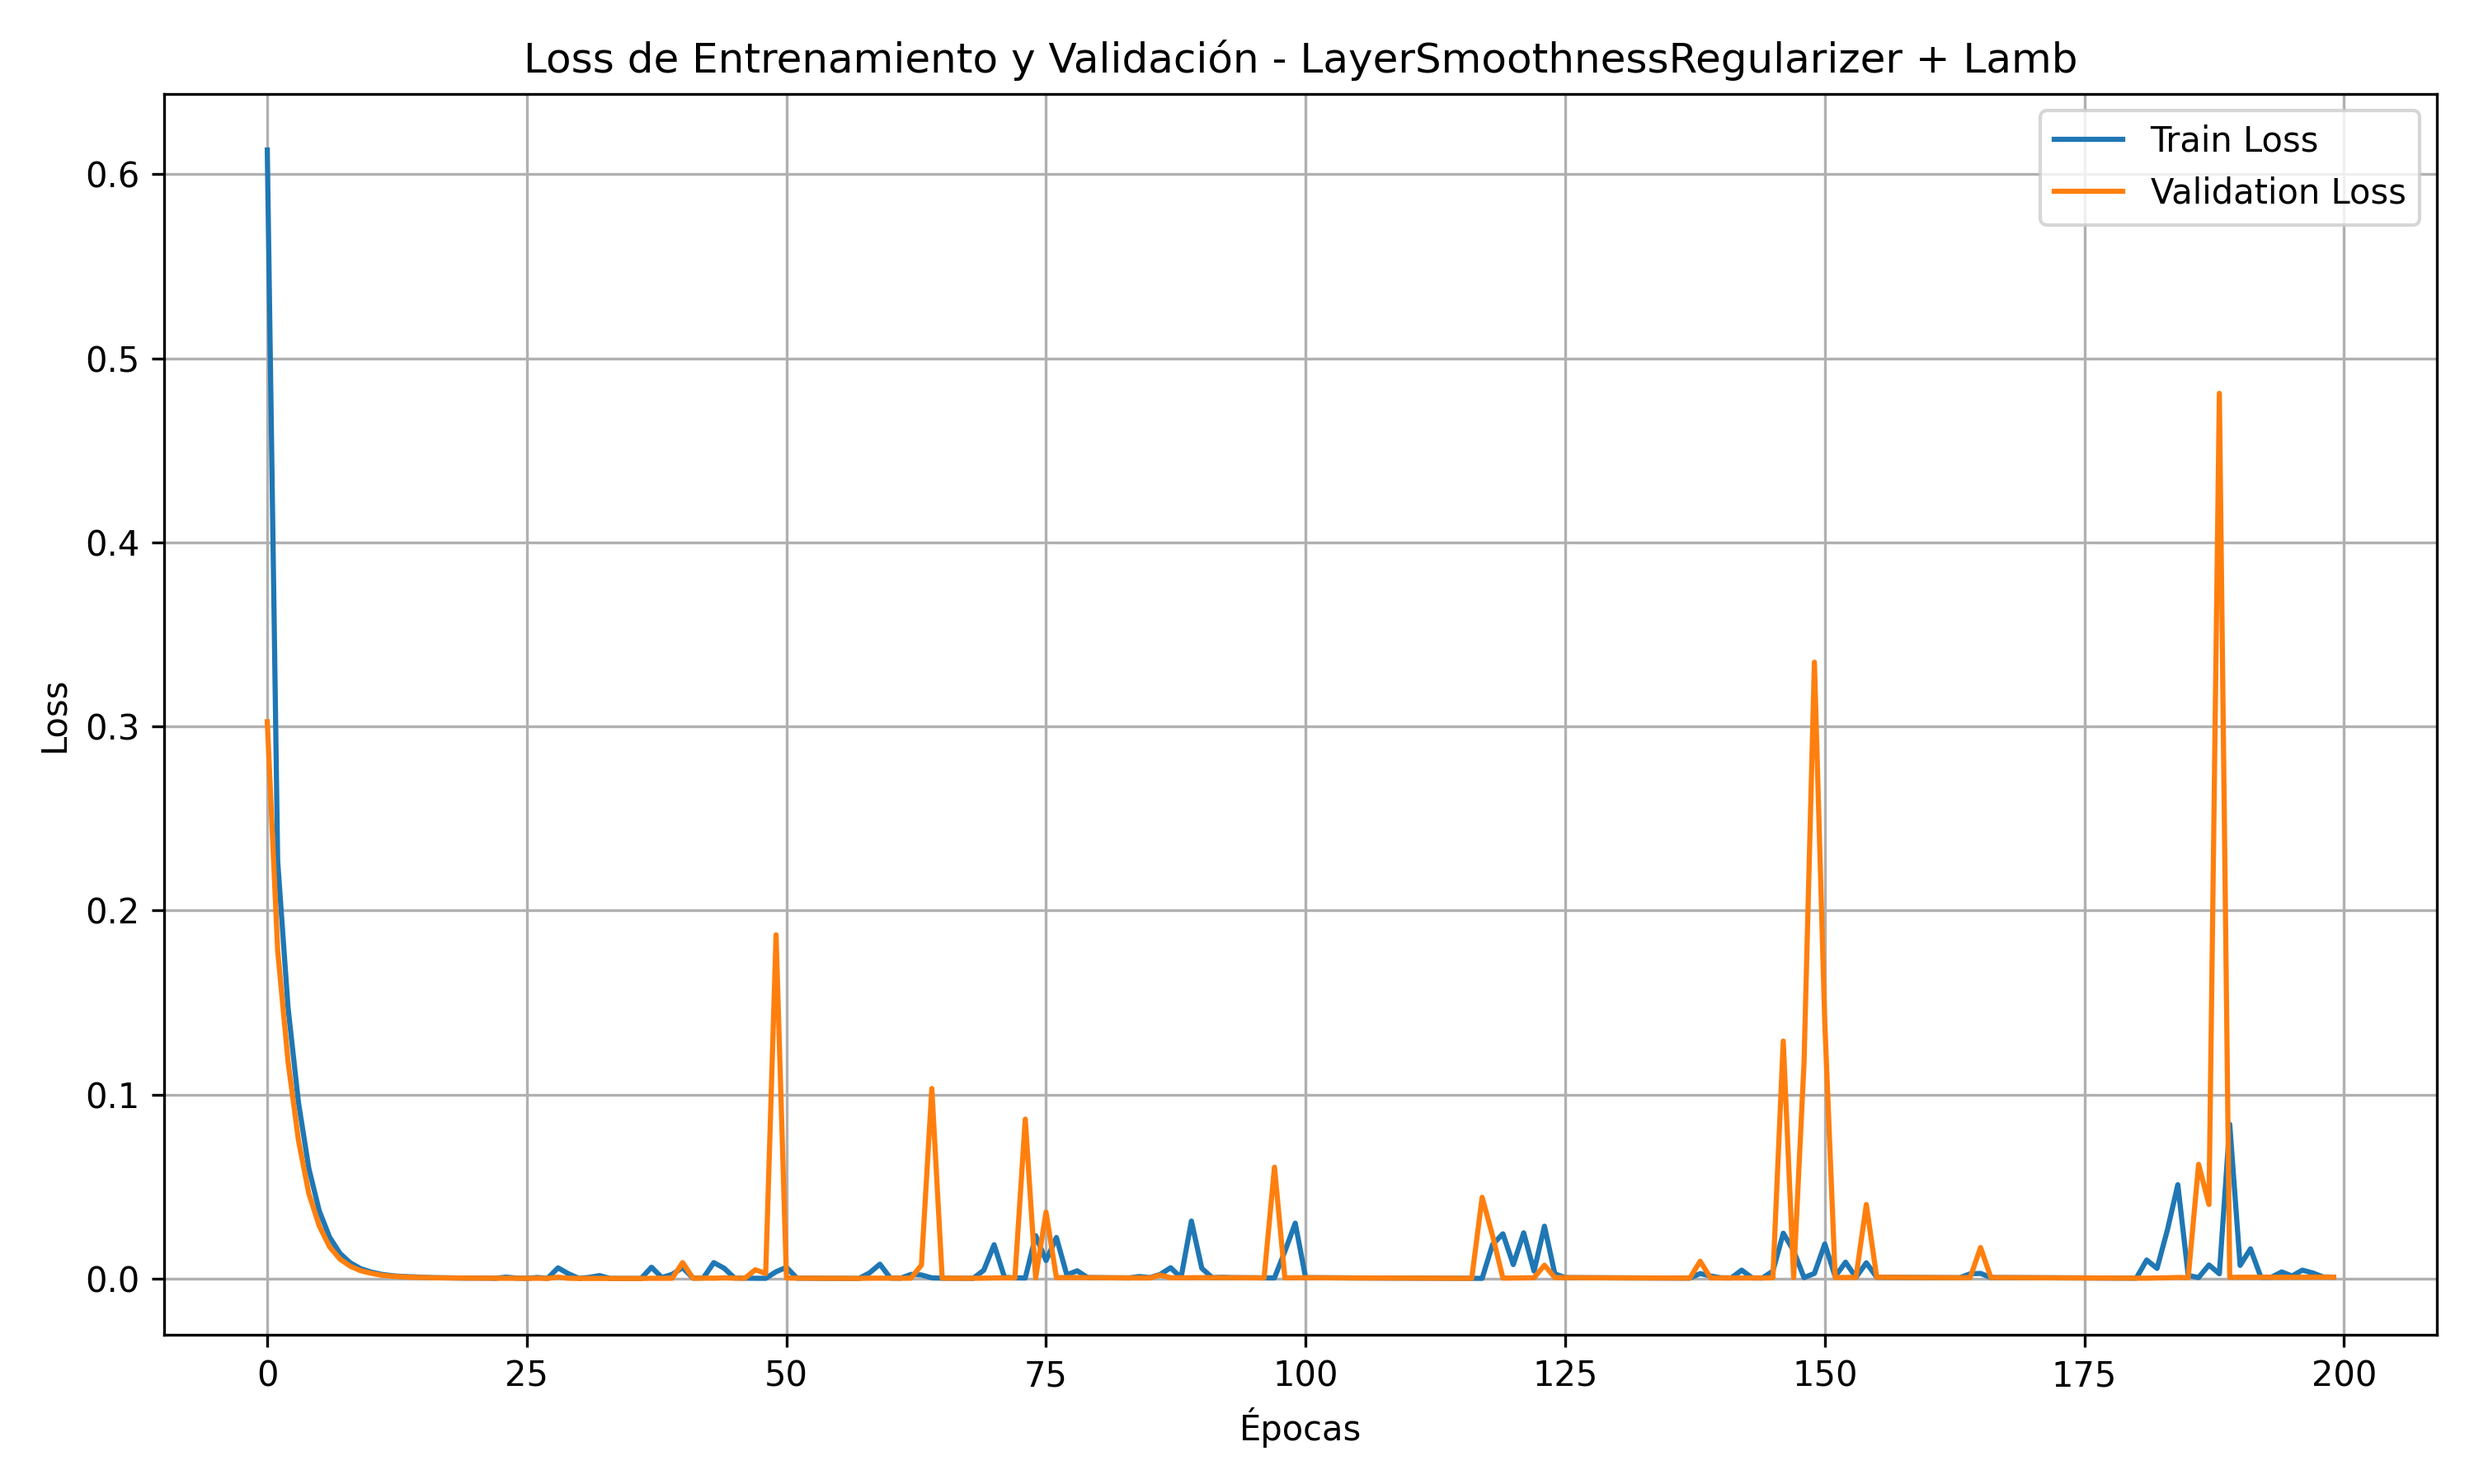 Loss de Entrenamiento y Validación - LayerSmoothnessRegularizer + Lamb
Train Loss
Validation Loss
0.6
0.5
0.4
0.3
0.2
0.1
0.0
Loss
0 25 50 75 100 125 150 175 200
Épocas